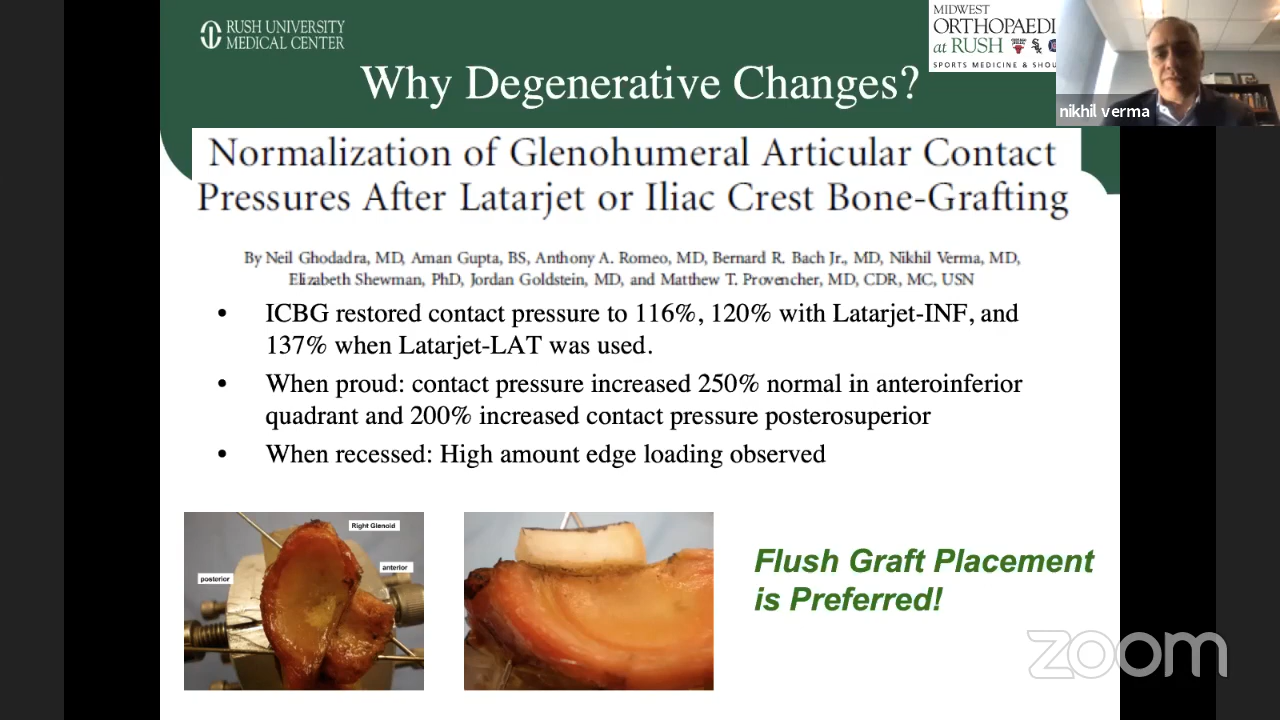 RUSH UNIVERSITY
MEDICAL CENTER
MIDWEST
ORTHOPAEDI
at RUSH
SPORTS MEDICINE & SHOU
nikhil verma
Why Degenerative Changes?
Normalization of Glenohumeral Articular Contact
Pressures After Latarjet or Iliac Crest Bone-Grafting
By Neil Ghodadra, MD, Aman Gupta, BS, Anthony A. Romeo, MD, Bernard R. Bach Jr., MD, Nikhil Verma, MD,
Elizabeth Shewman, PhD, Jordan Goldstein, MD, and Matthew T. Provencher, MD, CDR, MC, USN
• ICBG restored contact pressure to 116%, 120% with Latarjet-INF, and
137% when Latarjet-LAT was used.
• When proud: contact pressure increased 250% normal in anteroinferior
quadrant and 200% increased contact pressure posterosuperior
• When recessed: High amount edge loading observed
Right Glenoid
posterior
anterior
Flush Graft Placement
is Preferred!
zoom